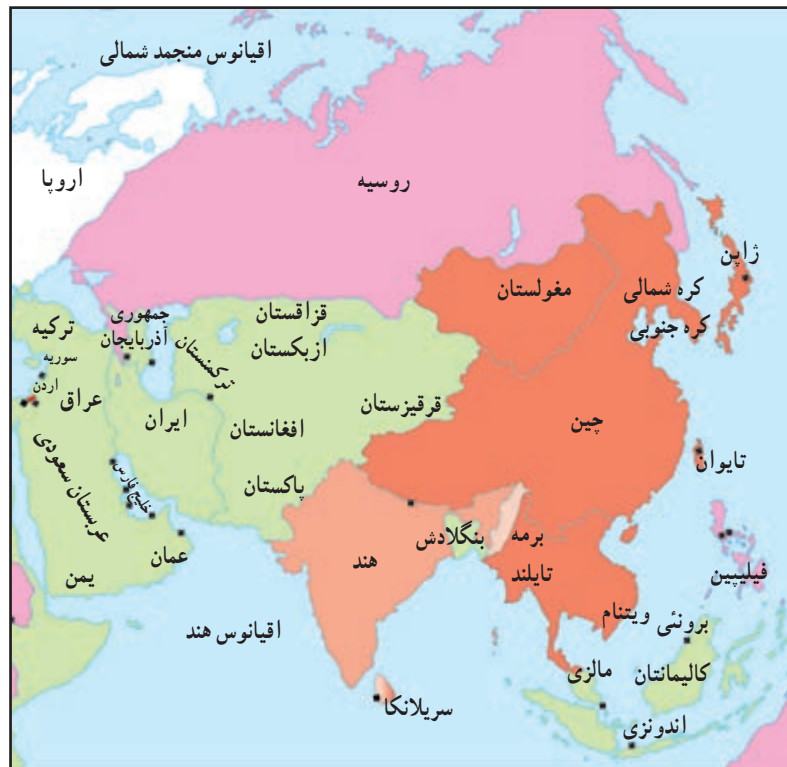 اقیانوس منجمد شمالی
اروپا
روسیه
ژاپن
مغولستان
کره شمالی
کره جنوبی
ترکیه
جمهوری
آذربایجان
قزاقستان
ازبکستان
ترکمنستان
سوریه
اردن
عراق
ایران
افغانستان
قرقیزستان
چین
تایوان
عربستان سعودی
خلیج فارس
پاکستان
عمان
یمن
هند
بنگلادش
برمه
تایلند
فیلیپین
اقیانوس هند
ویتنام
برونئی
مالزی
کالیمانتان
سریلانکا
اندونزی